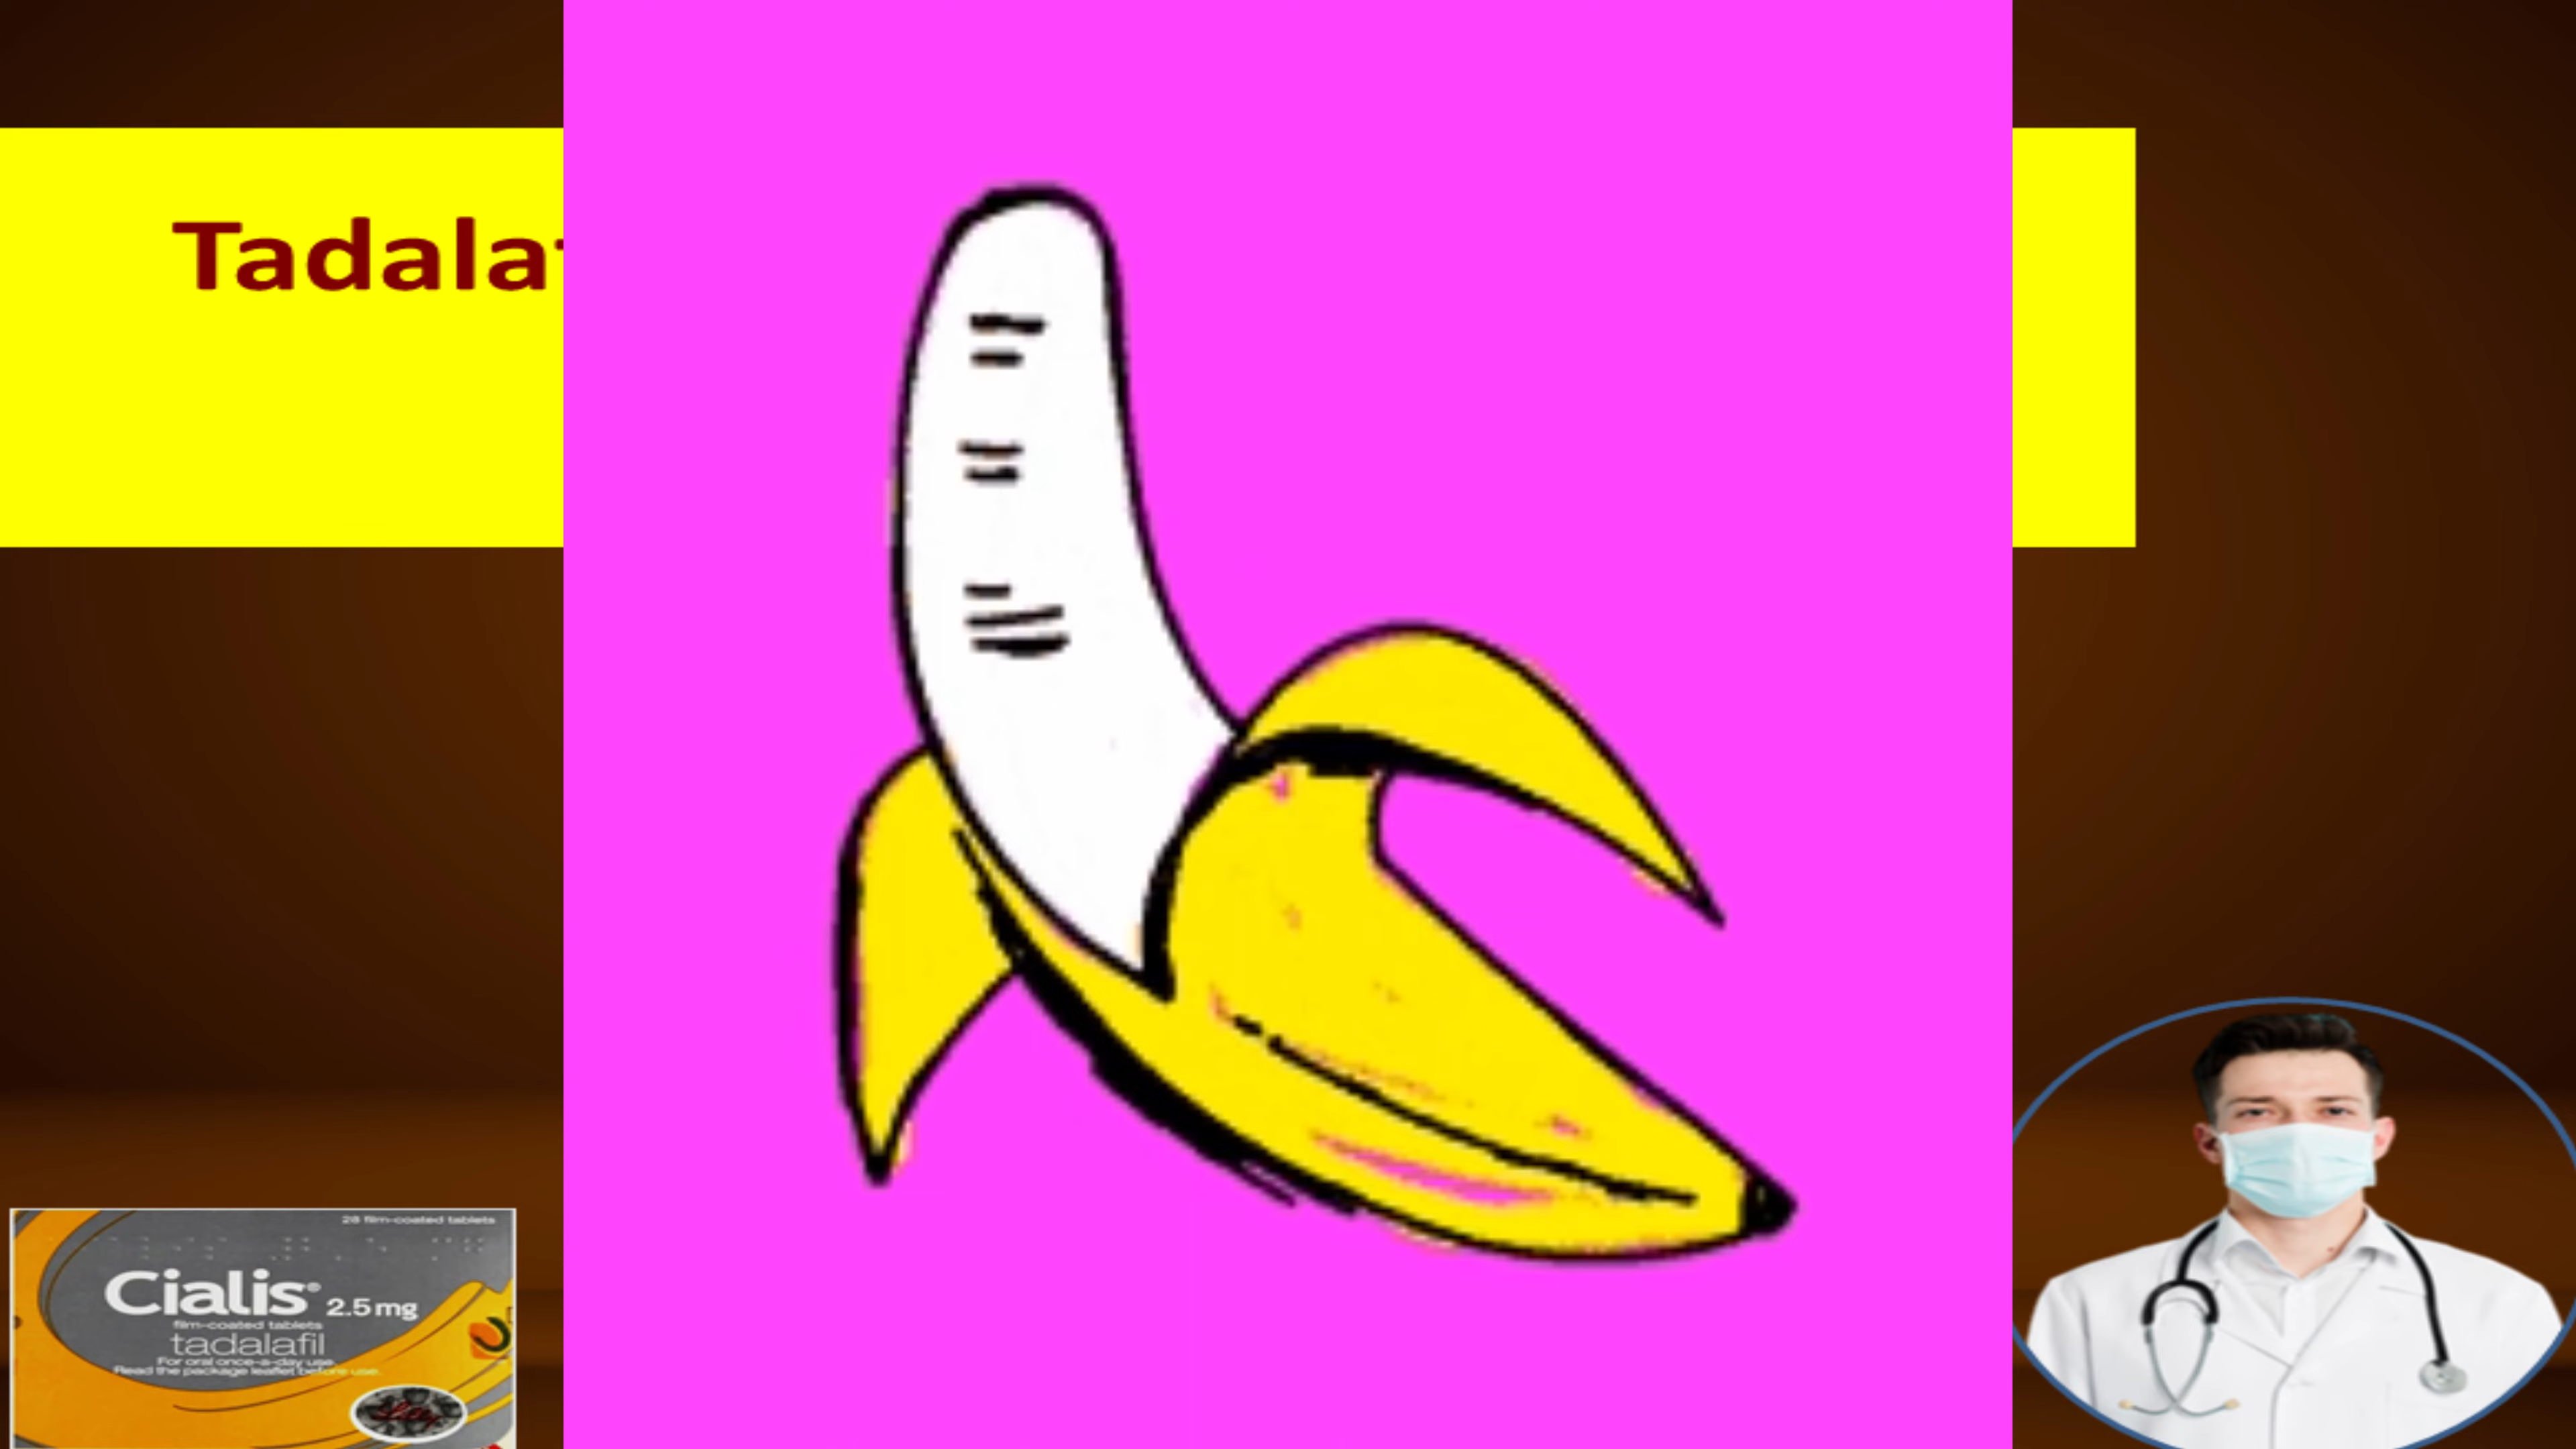 Tadala
28 film-coated tablets
Cialis® 2.5 mg
film-coated tablets
tadalafil
For oral once-a-day use
Read the package leaflet before use.
Lilly